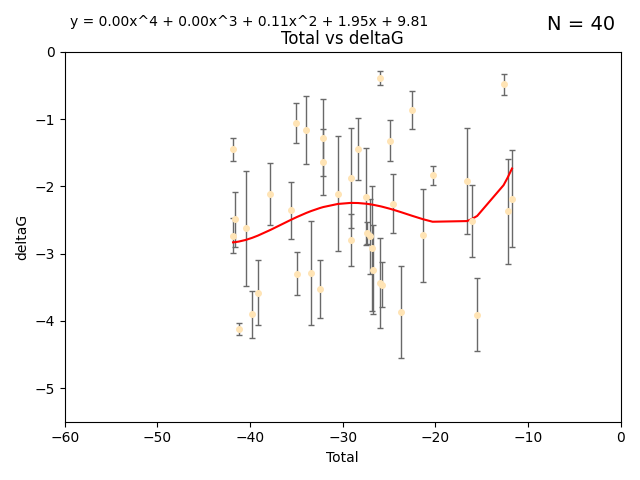 y = 0.00x^4 + 0.00x^3 + 0.11x^2 + 1.95x + 9.81
N = 40
Total vs deltaG
0
−1
−2
−3
−4
−5
deltaG
−60
−50
−40
−30
−20
−10
0
Total